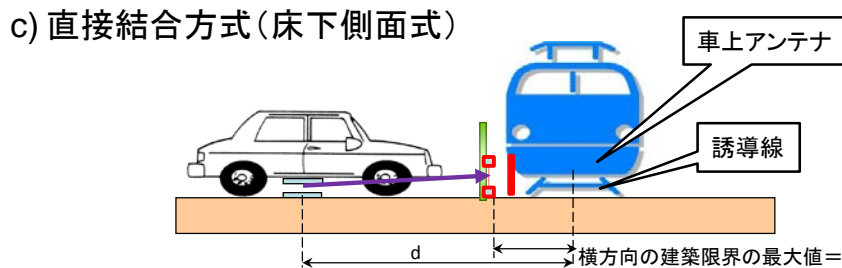 c) 直接結合方式(床下側面式)
車上アンテナ
誘導線
d
横方向の建築限界の最大値=